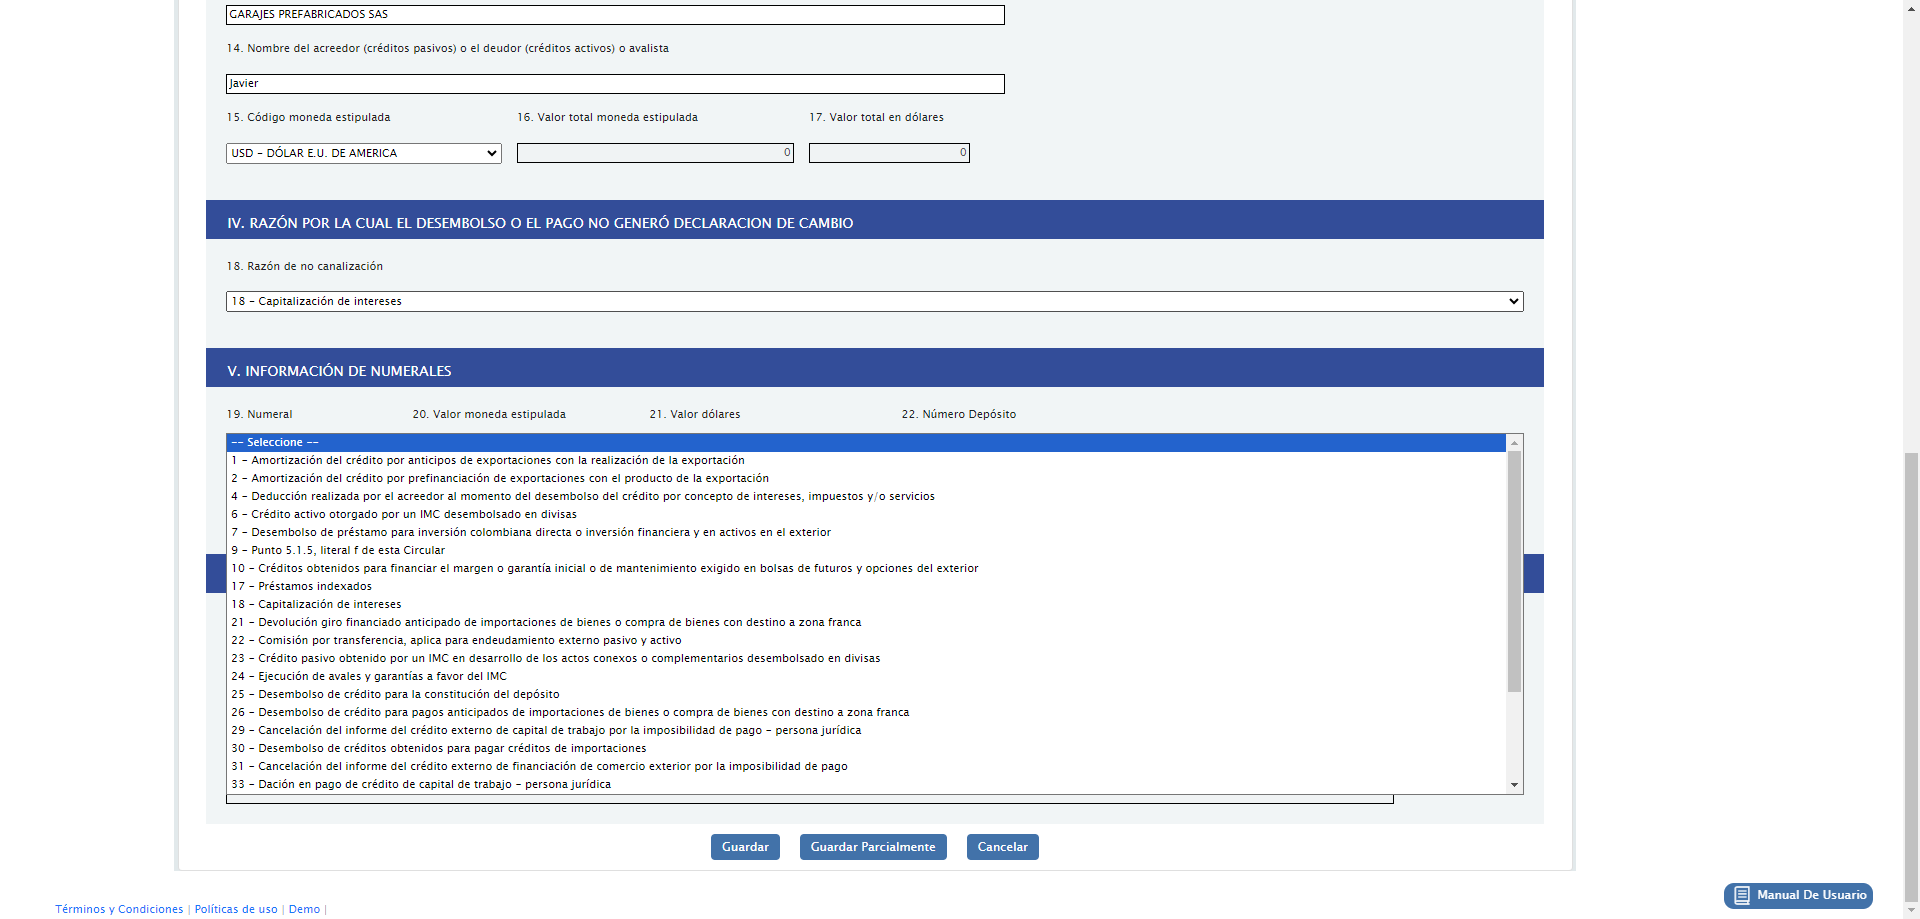 GARAJES PREFABRICADOS SAS
14. Nombre del acreedor (créditos pasivos) o el deudor (créditos activos) o avalista
Javier
15. Código moneda estipulada
16. Valor total moneda estipulada
17. Valor total en dólares
USD - DÓLAR E.U. DE AMERICA
0
0
IV. RAZÓN POR LA CUAL EL DESEMBOLSO O EL PAGO NO GENERÓ DECLARACION DE CAMBIO
18. Razón de no canalización
18 - Capitalización de intereses
V. INFORMACIÓN DE NUMERALES
19. Numeral
20. Valor moneda estipulada
21. Valor dólares
22. Número Depósito
-- Seleccione --
1 - Amortización del crédito por anticipos de exportaciones con la realización de la exportación
2 - Amortización del crédito por prefinanciación de exportaciones con el producto de la exportación
4 - Deducción realizada por el acreedor al momento del desembolso del crédito por concepto de intereses, impuestos y/o servicios
6 - Crédito activo otorgado por un IMC desembolsado en divisas
7 - Desembolso de préstamo para inversión colombiana directa o inversión financiera y en activos en el exterior
9 - Punto 5.1.5, literal f de esta Circular
10 - Créditos obtenidos para financiar el margen o garantía inicial o de mantenimiento exigido en bolsas de futuros y opciones del exterior
17 - Préstamos indexados
18 - Capitalización de intereses
21 - Devolución giro financiado anticipado de importaciones de bienes o compra de bienes con destino a zona franca
22 - Comisión por transferencia, aplica para endeudamiento externo pasivo y activo
23 - Crédito pasivo obtenido por un IMC en desarrollo de los actos conexos o complementarios desembolsado en divisas
24 - Ejecución de avales y garantías a favor del IMC
25 - Desembolso de crédito para la constitución del depósito
26 - Desembolso de crédito para pagos anticipados de importaciones de bienes o compra de bienes con destino a zona franca
29 - Cancelación del informe del crédito externo de capital de trabajo por la imposibilidad de pago - persona jurídica
30 - Desembolso de créditos obtenidos para pagar créditos de importaciones
31 - Cancelación del informe del crédito externo de financiación de comercio exterior por la imposibilidad de pago
33 - Dación en pago de crédito de capital de trabajo - persona jurídica
Guardar
Guardar Parcialmente
Cancelar
Manual De Usuario
Términos y Condiciones | Políticas de uso | Demo |